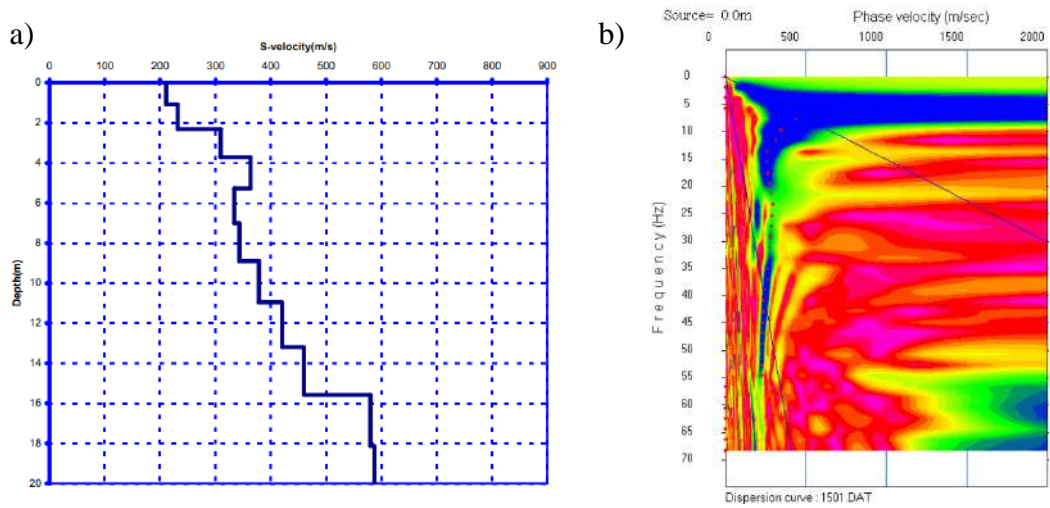 a)
S-velocity(m/s)
0 100 200 300 400 500 600 700 800 900
0
2
4
6
8
10
12
14
16
18
20
Depth(m)
b)
Source= 0.0m Phase velocity (m/sec)
0 500 1000 1500 2000
0
5
10
15
20
25
30
35
40
45
50
55
60
65
70
Frequency (Hz)
Dispersion curve : 1501.DAT